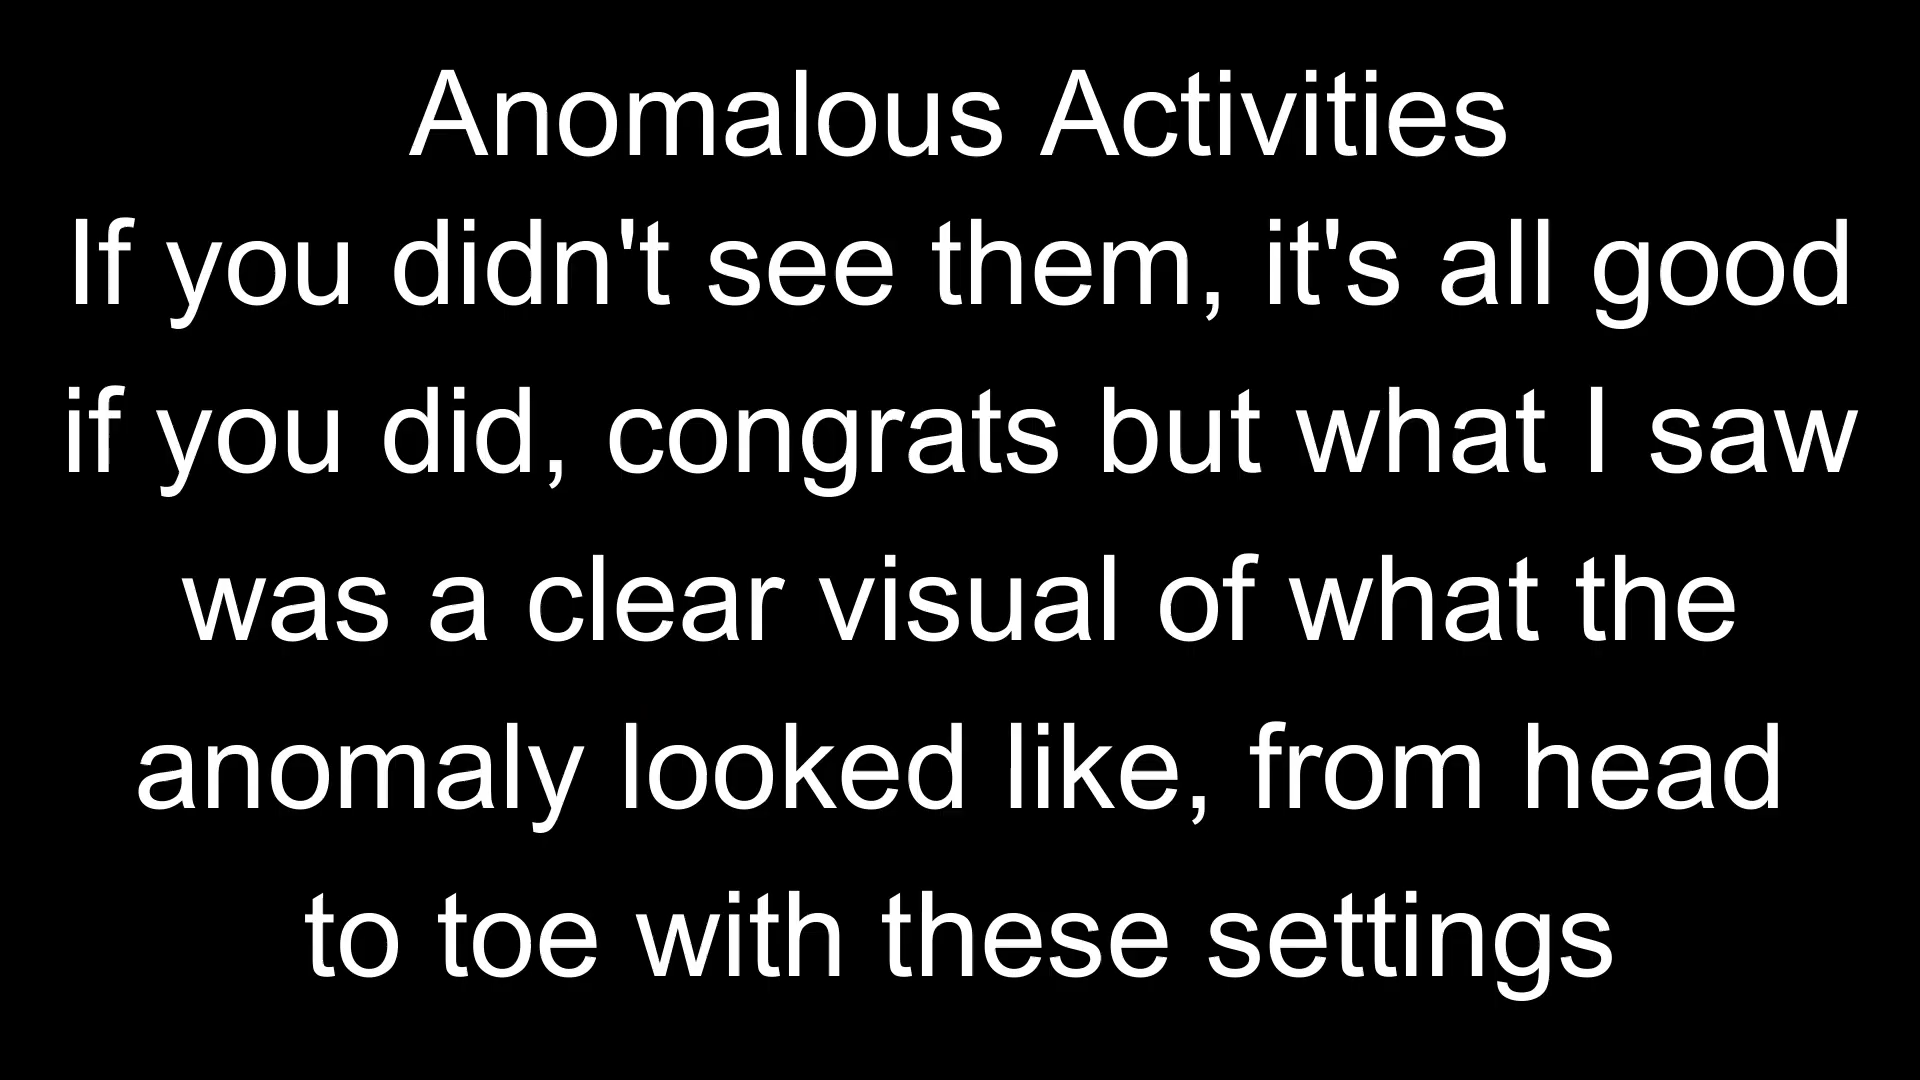 Anomalous Activities
If you didn't see them, it's all good
if you did, congrats but what I saw
was a clear visual of what the
anomaly looked like, from head
to toe with these settings